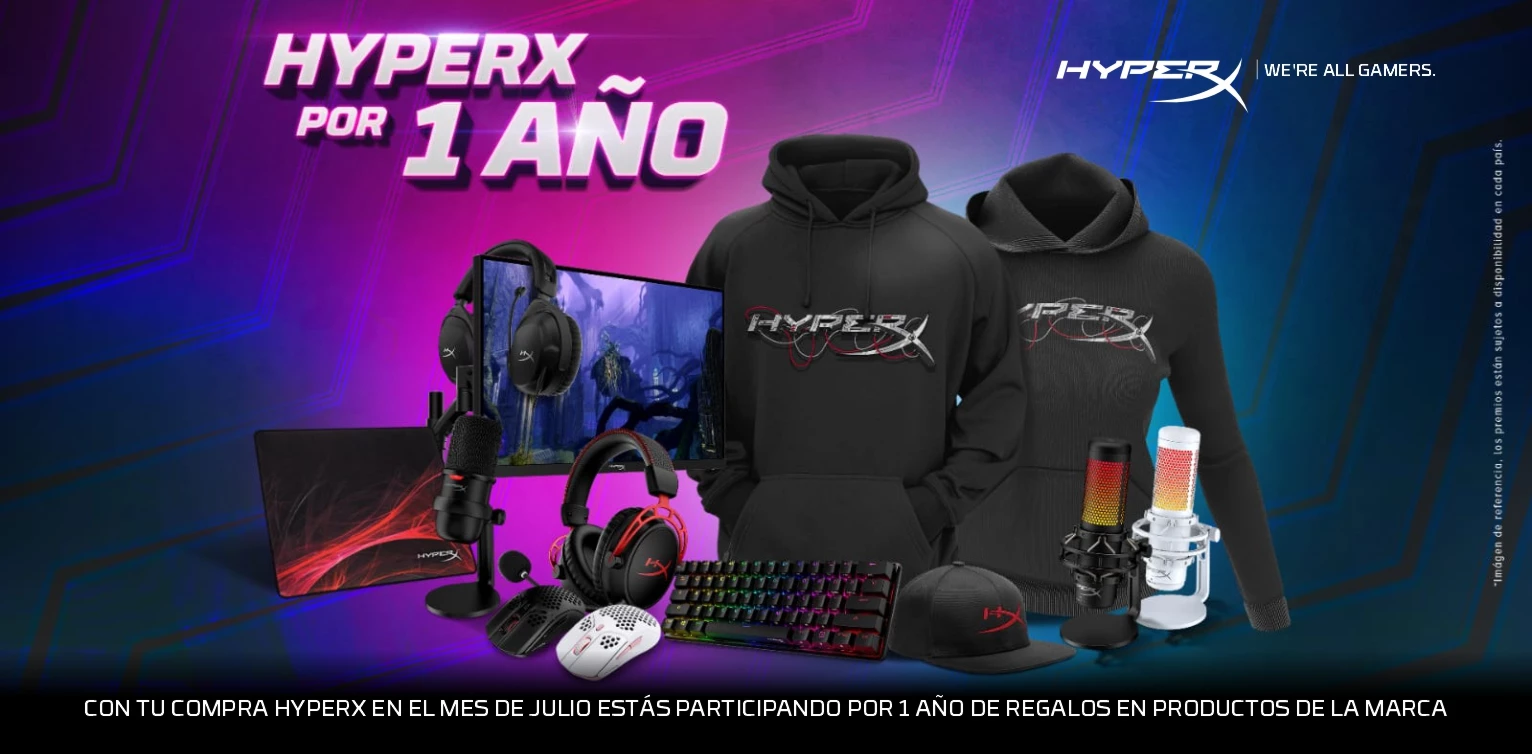 HYPERX
POR 1 AÑO
HYPERX | WE'RE ALL GAMERS.
HYPERX
HYPERX
HYPERX
*Imágen de referencia, los premios están sujetos a disponibilidad en cada país.
CON TU COMPRA HYPERX EN EL MES DE JULIO ESTÁS PARTICIPANDO POR 1 AÑO DE REGALOS EN PRODUCTOS DE LA MARCA